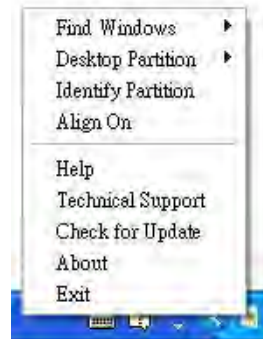 Find Windows
Desktop Partition
Identify Partition
Align On
Help
Technical Support
Check for Update
About
Exit